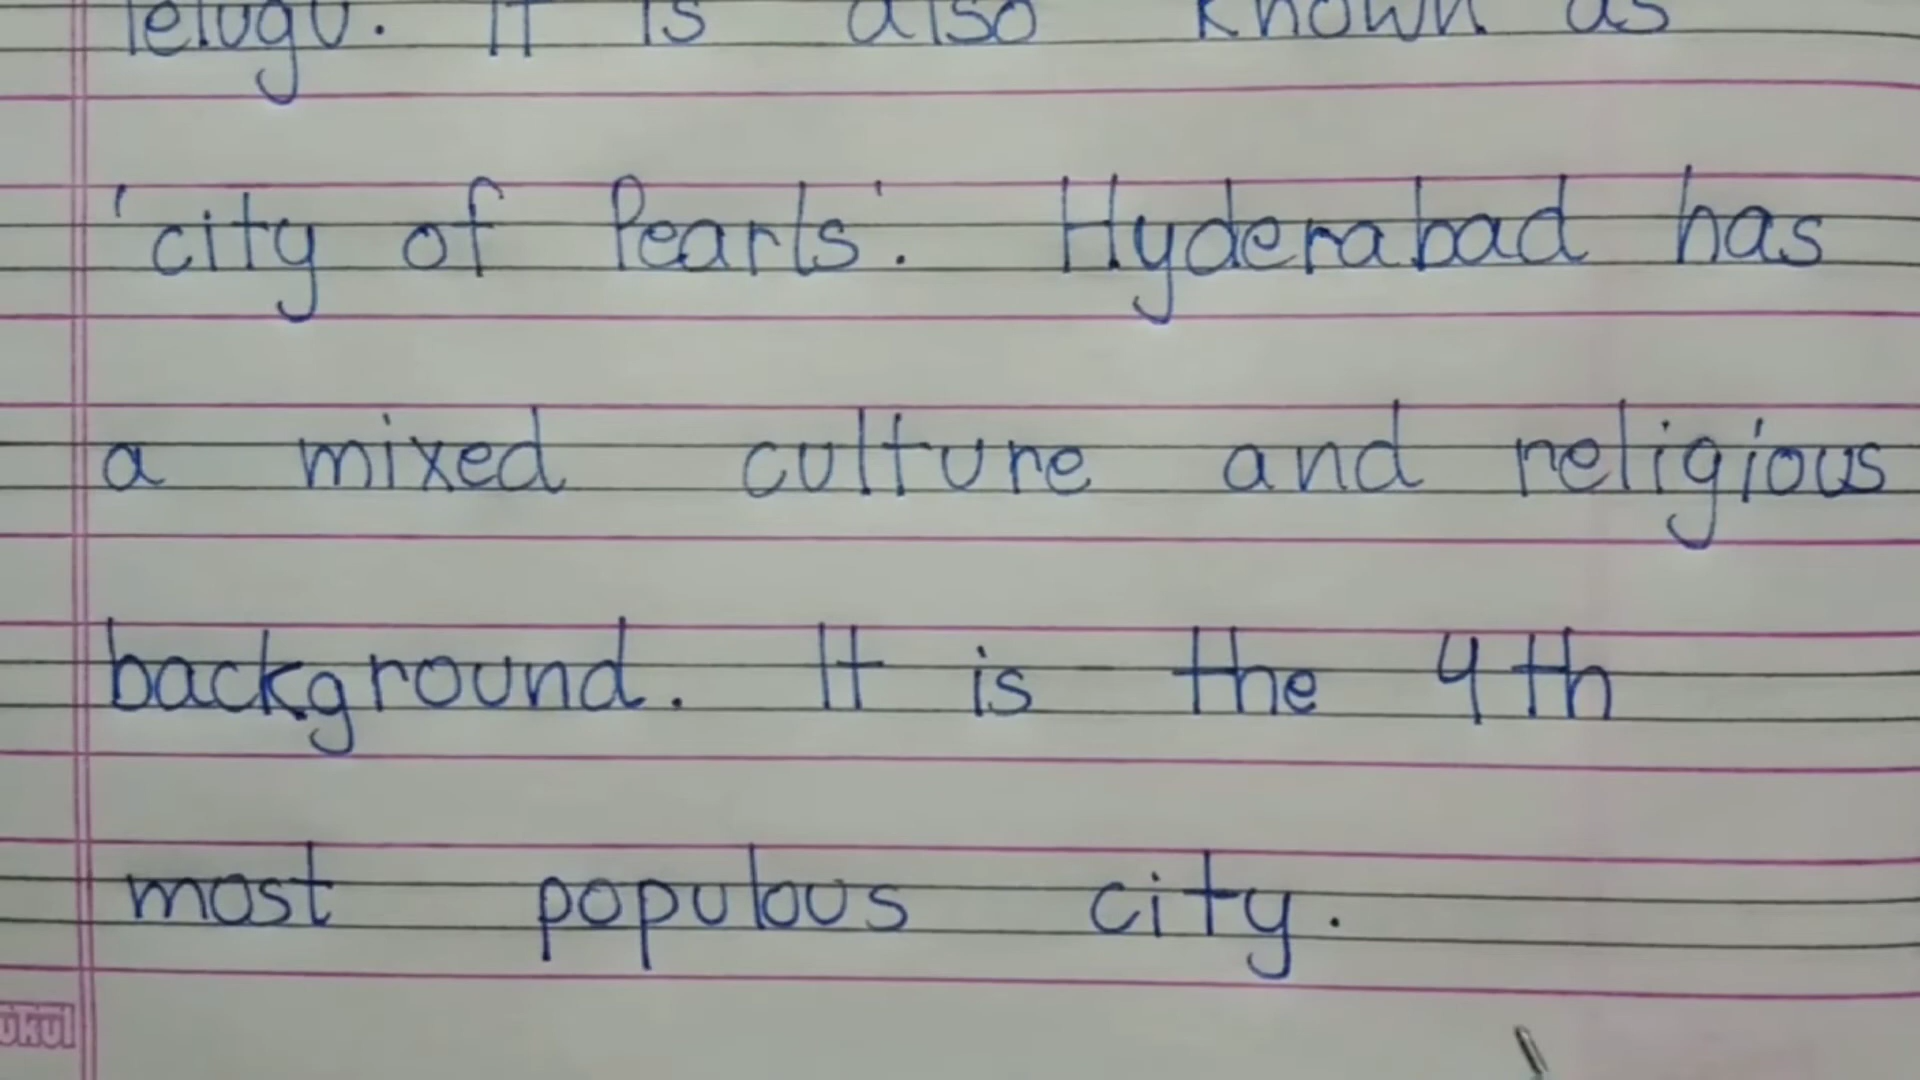 Telugu. It is also known as
'city of Pearls'. Hyderabad has
a mixed culture and religious
background. It is the 4th
most populous city.
ukul